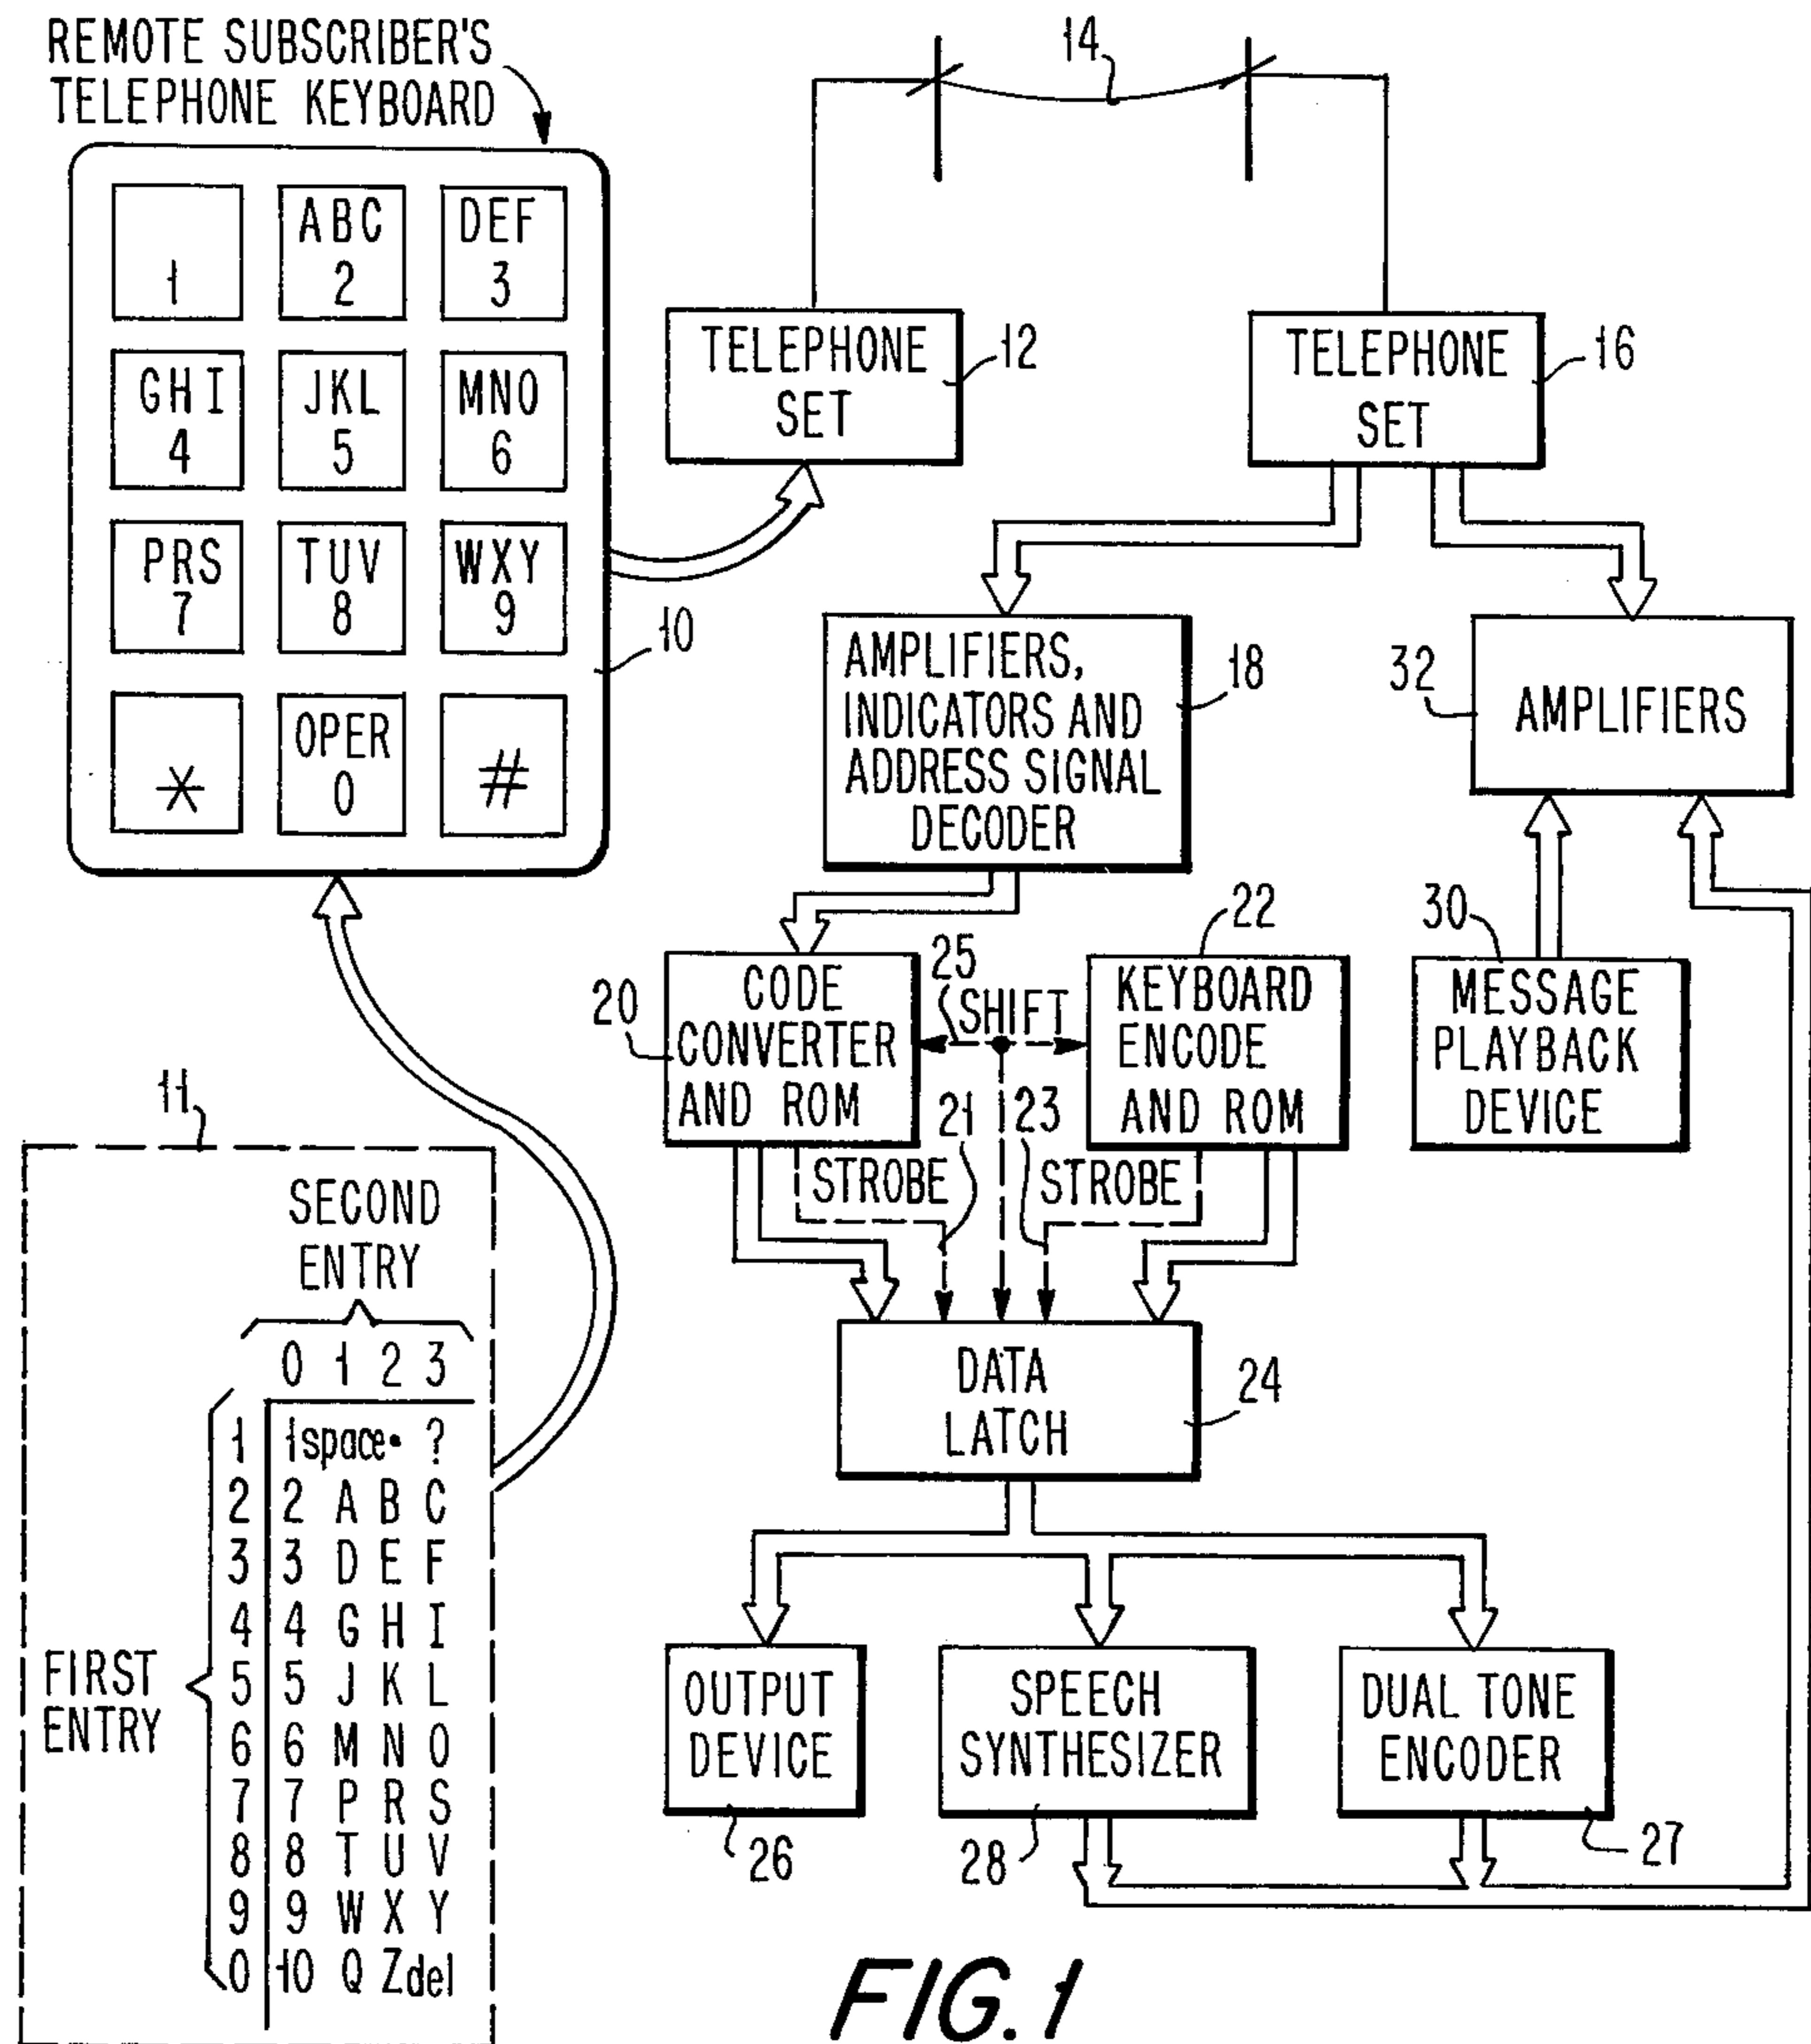 REMOTE SUBSCRIBER'S
TELEPHONE KEYBOARD
14
1
ABC
2
DEF
3
GHI
4
JKL
5
MNO
6
PRS
7
TUV
8
WXY
9
*
OPER
0
#
10
TELEPHONE
SET
12
TELEPHONE
SET
16
AMPLIFIERS,
INDICATORS AND
ADDRESS SIGNAL
DECODER
18
32
AMPLIFIERS
20
CODE
CONVERTER
AND ROM
25
SHIFT
22
KEYBOARD
ENCODE
AND ROM
30
MESSAGE
PLAYBACK
DEVICE
STROBE
21
23
STROBE
DATA
LATCH
24
OUTPUT
DEVICE
26
SPEECH
SYNTHESIZER
28
DUAL TONE
ENCODER
27
11
SECOND
ENTRY
0 1 2 3
FIRST
ENTRY
1 1 space • ?
2 2 A B C
3 3 D E F
4 4 G H I
5 5 J K L
6 6 M N O
7 7 P R S
8 8 T U V
9 9 W X Y
0 10 Q Z del
FIG. 1